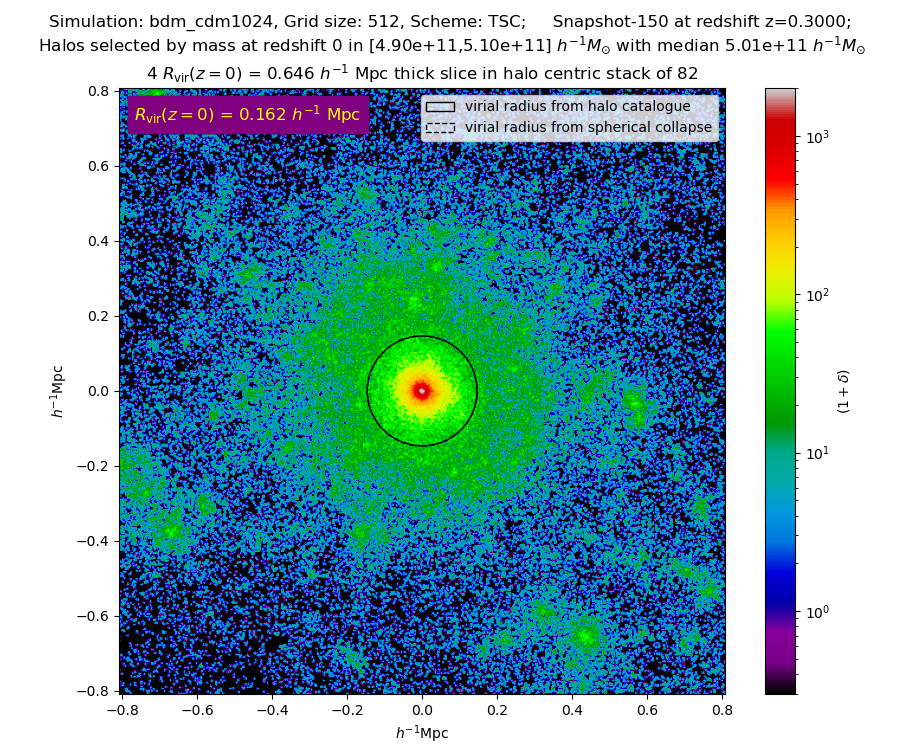 Simulation: bdm_cdm1024, Grid size: 512, Scheme: TSC; Snapshot-150 at redshift z=0.3000;
Halos selected by mass at redshift 0 in [4.90e+11,5.10e+11] h⁻¹M⊙ with median 5.01e+11 h⁻¹M⊙
4 Rvir(z = 0) = 0.646 h⁻¹ Mpc thick slice in halo centric stack of 82
Rvir(z = 0) = 0.162 h⁻¹ Mpc
virial radius from halo catalogue
virial radius from spherical collapse
0.8
0.6
0.4
0.2
0.0
−0.2
−0.4
−0.6
−0.8
h⁻¹Mpc
−0.8 −0.6 −0.4 −0.2 0.0 0.2 0.4 0.6 0.8
h⁻¹Mpc
10³
10²
10¹
10⁰
(1 + δ)